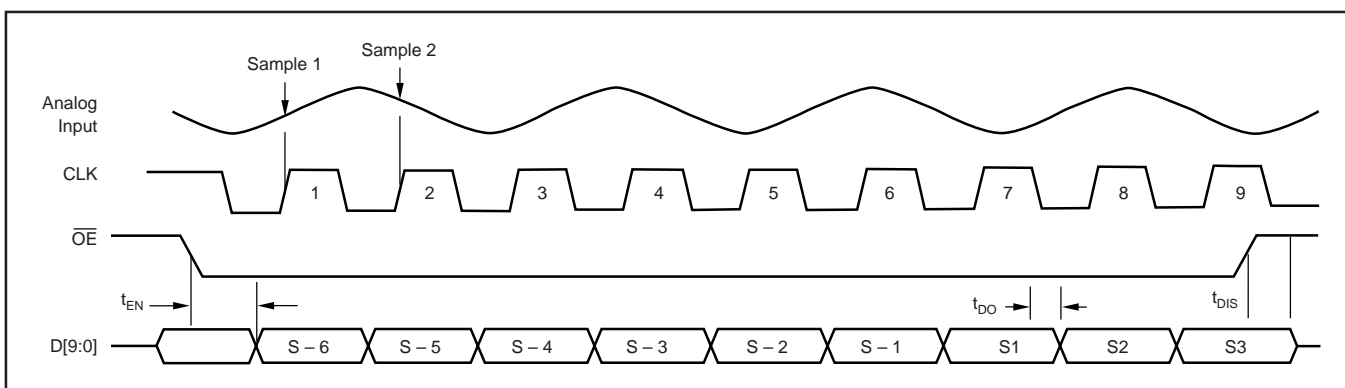 Sample 1
Sample 2
Analog
Input
CLK
1 2 3 4 5 6 7 8 9
OE
tEN
tDO
tDIS
D[9:0]
S – 6 S – 5 S – 4 S – 3 S – 2 S – 1 S1 S2 S3